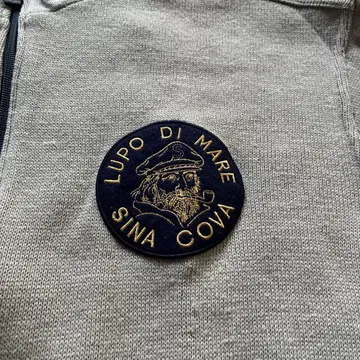 LUPO DI MARE
SINA COVA